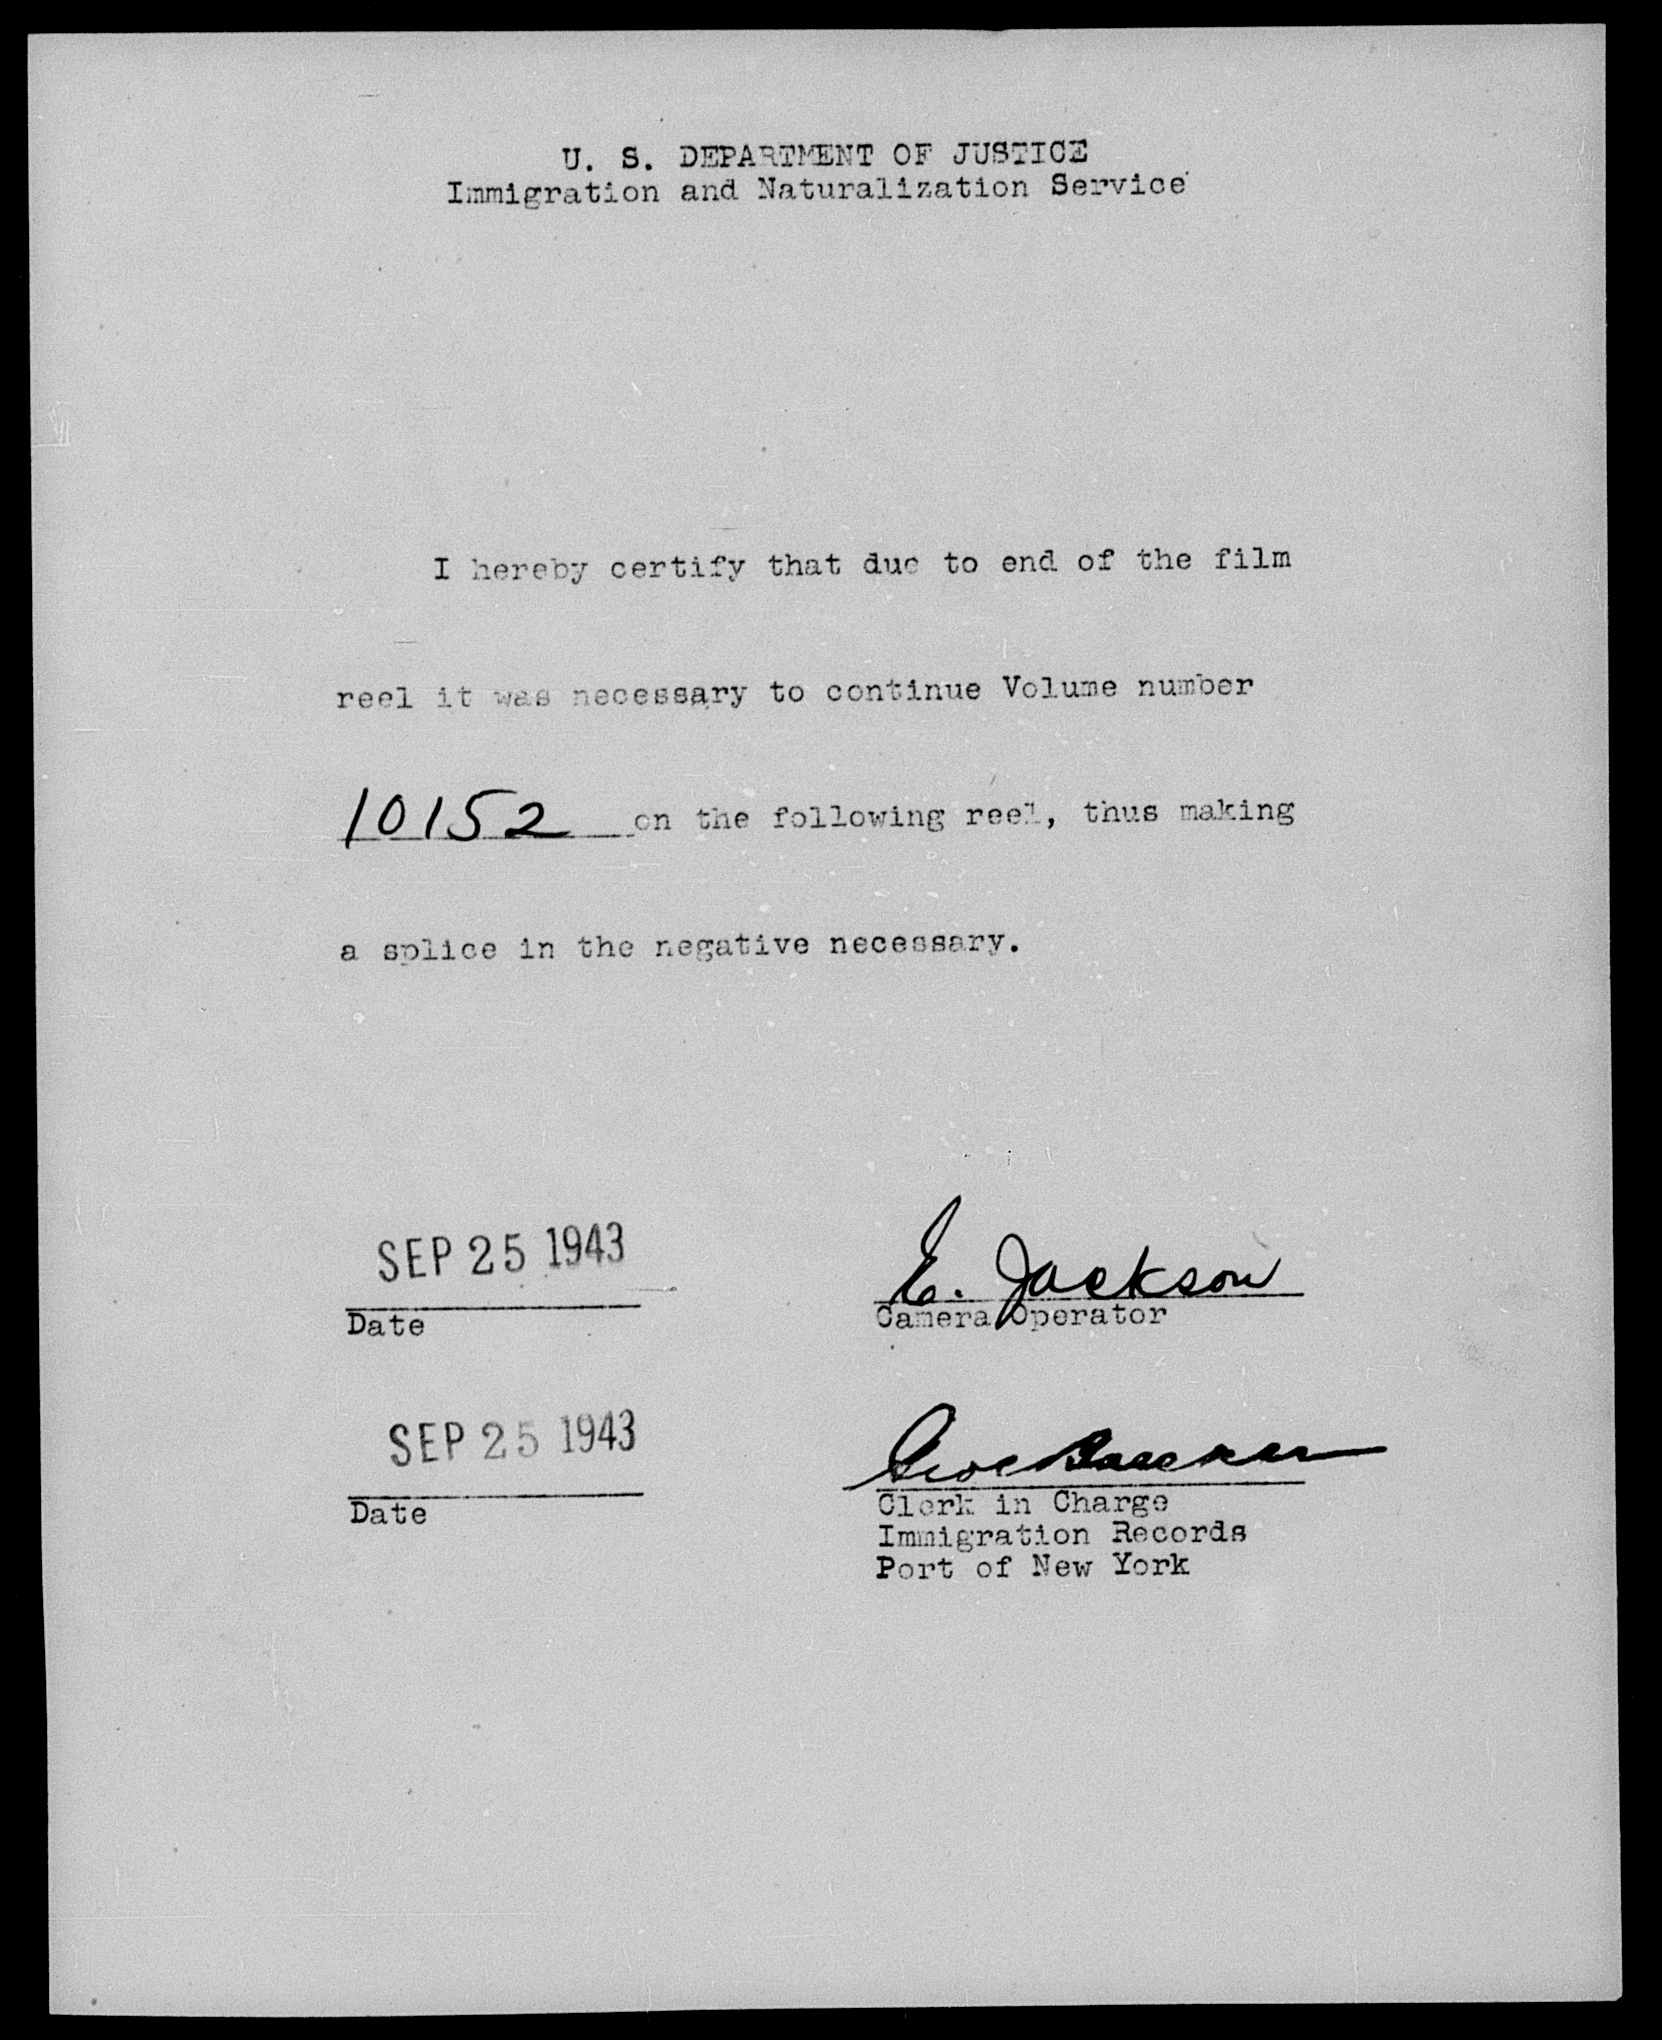 U. S. DEPARTMENT OF JUSTICE
Immigration and Naturalization Service
I hereby certify that due to end of the film
reel it was necessary to continue Volume number
10152 on the following reel, thus making
a splice in the negative necessary.
SEP 25 1943
E. Jackson
Date
Camera Operator
SEP 25 1943
Date
Clerk in Charge
Immigration Records
Port of New York